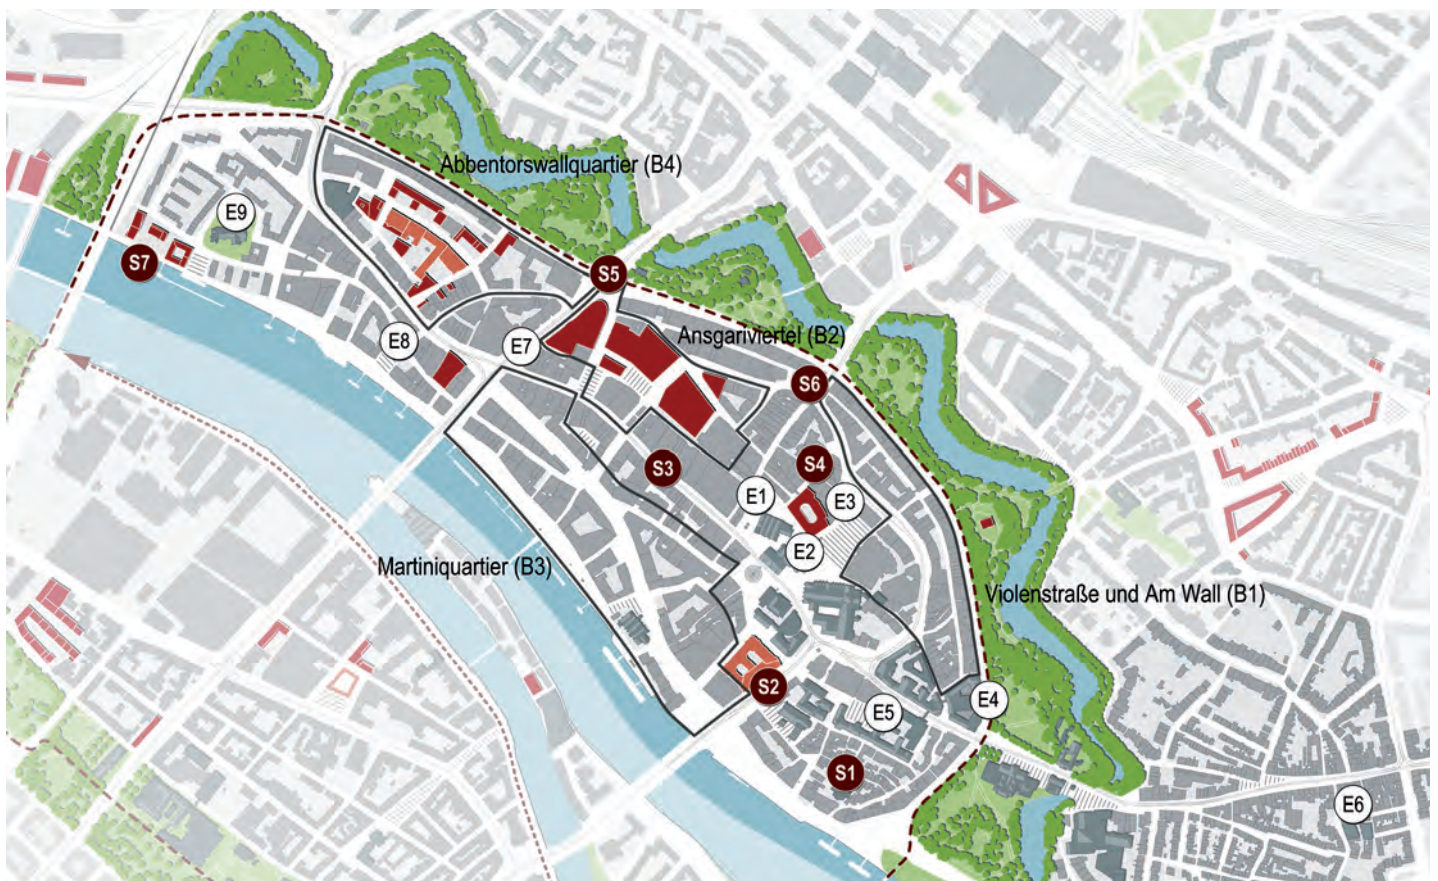 Abbentorswallquartier (B4)
E9
S7
S5
Ansgariviertel (B2)
E8
E7
S6
S3
S4
E1
E3
E2
Martiniquartier (B3)
Violenstraße und Am Wall (B1)
S2
E4
E5
S1
E6